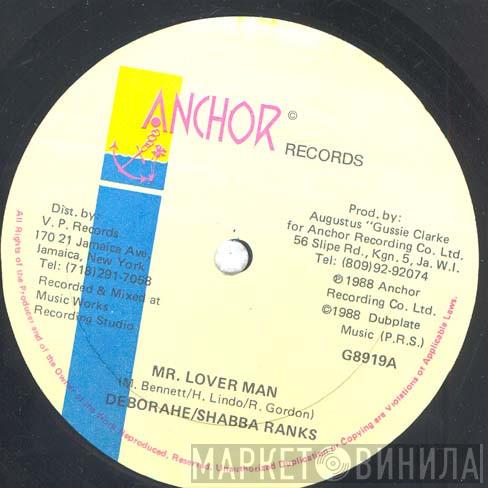 ANCHOR ©
RECORDS
Dist. by:
V. P. Records
170 21 Jamaica Ave.
Jamaica, New York
Tel: (718)291-7058
Recorded & Mixed at
Music Works
Recording Studio
Prod. by:
Augustus "Gussie Clarke
for Anchor Recording Co. Ltd.
56 Slipe Rd., Kgn. 5, Ja. W.I.
Tel: (809)92-92074
℗1988 Anchor
Recording Co. Ltd.
©1988 Dubplate
Music (P.R.S.)
G8919A
MR. LOVER MAN
(M. Bennett/H. Lindo/R. Gordon)
DEBORAHE/SHABBA RANKS
All Rights of the Producer and of the Owner of the Work Reproduced. Reserved. Unauthorized Duplication or Copying are Violations of Applicable Laws.
МАРКЕТ ВИНИЛА